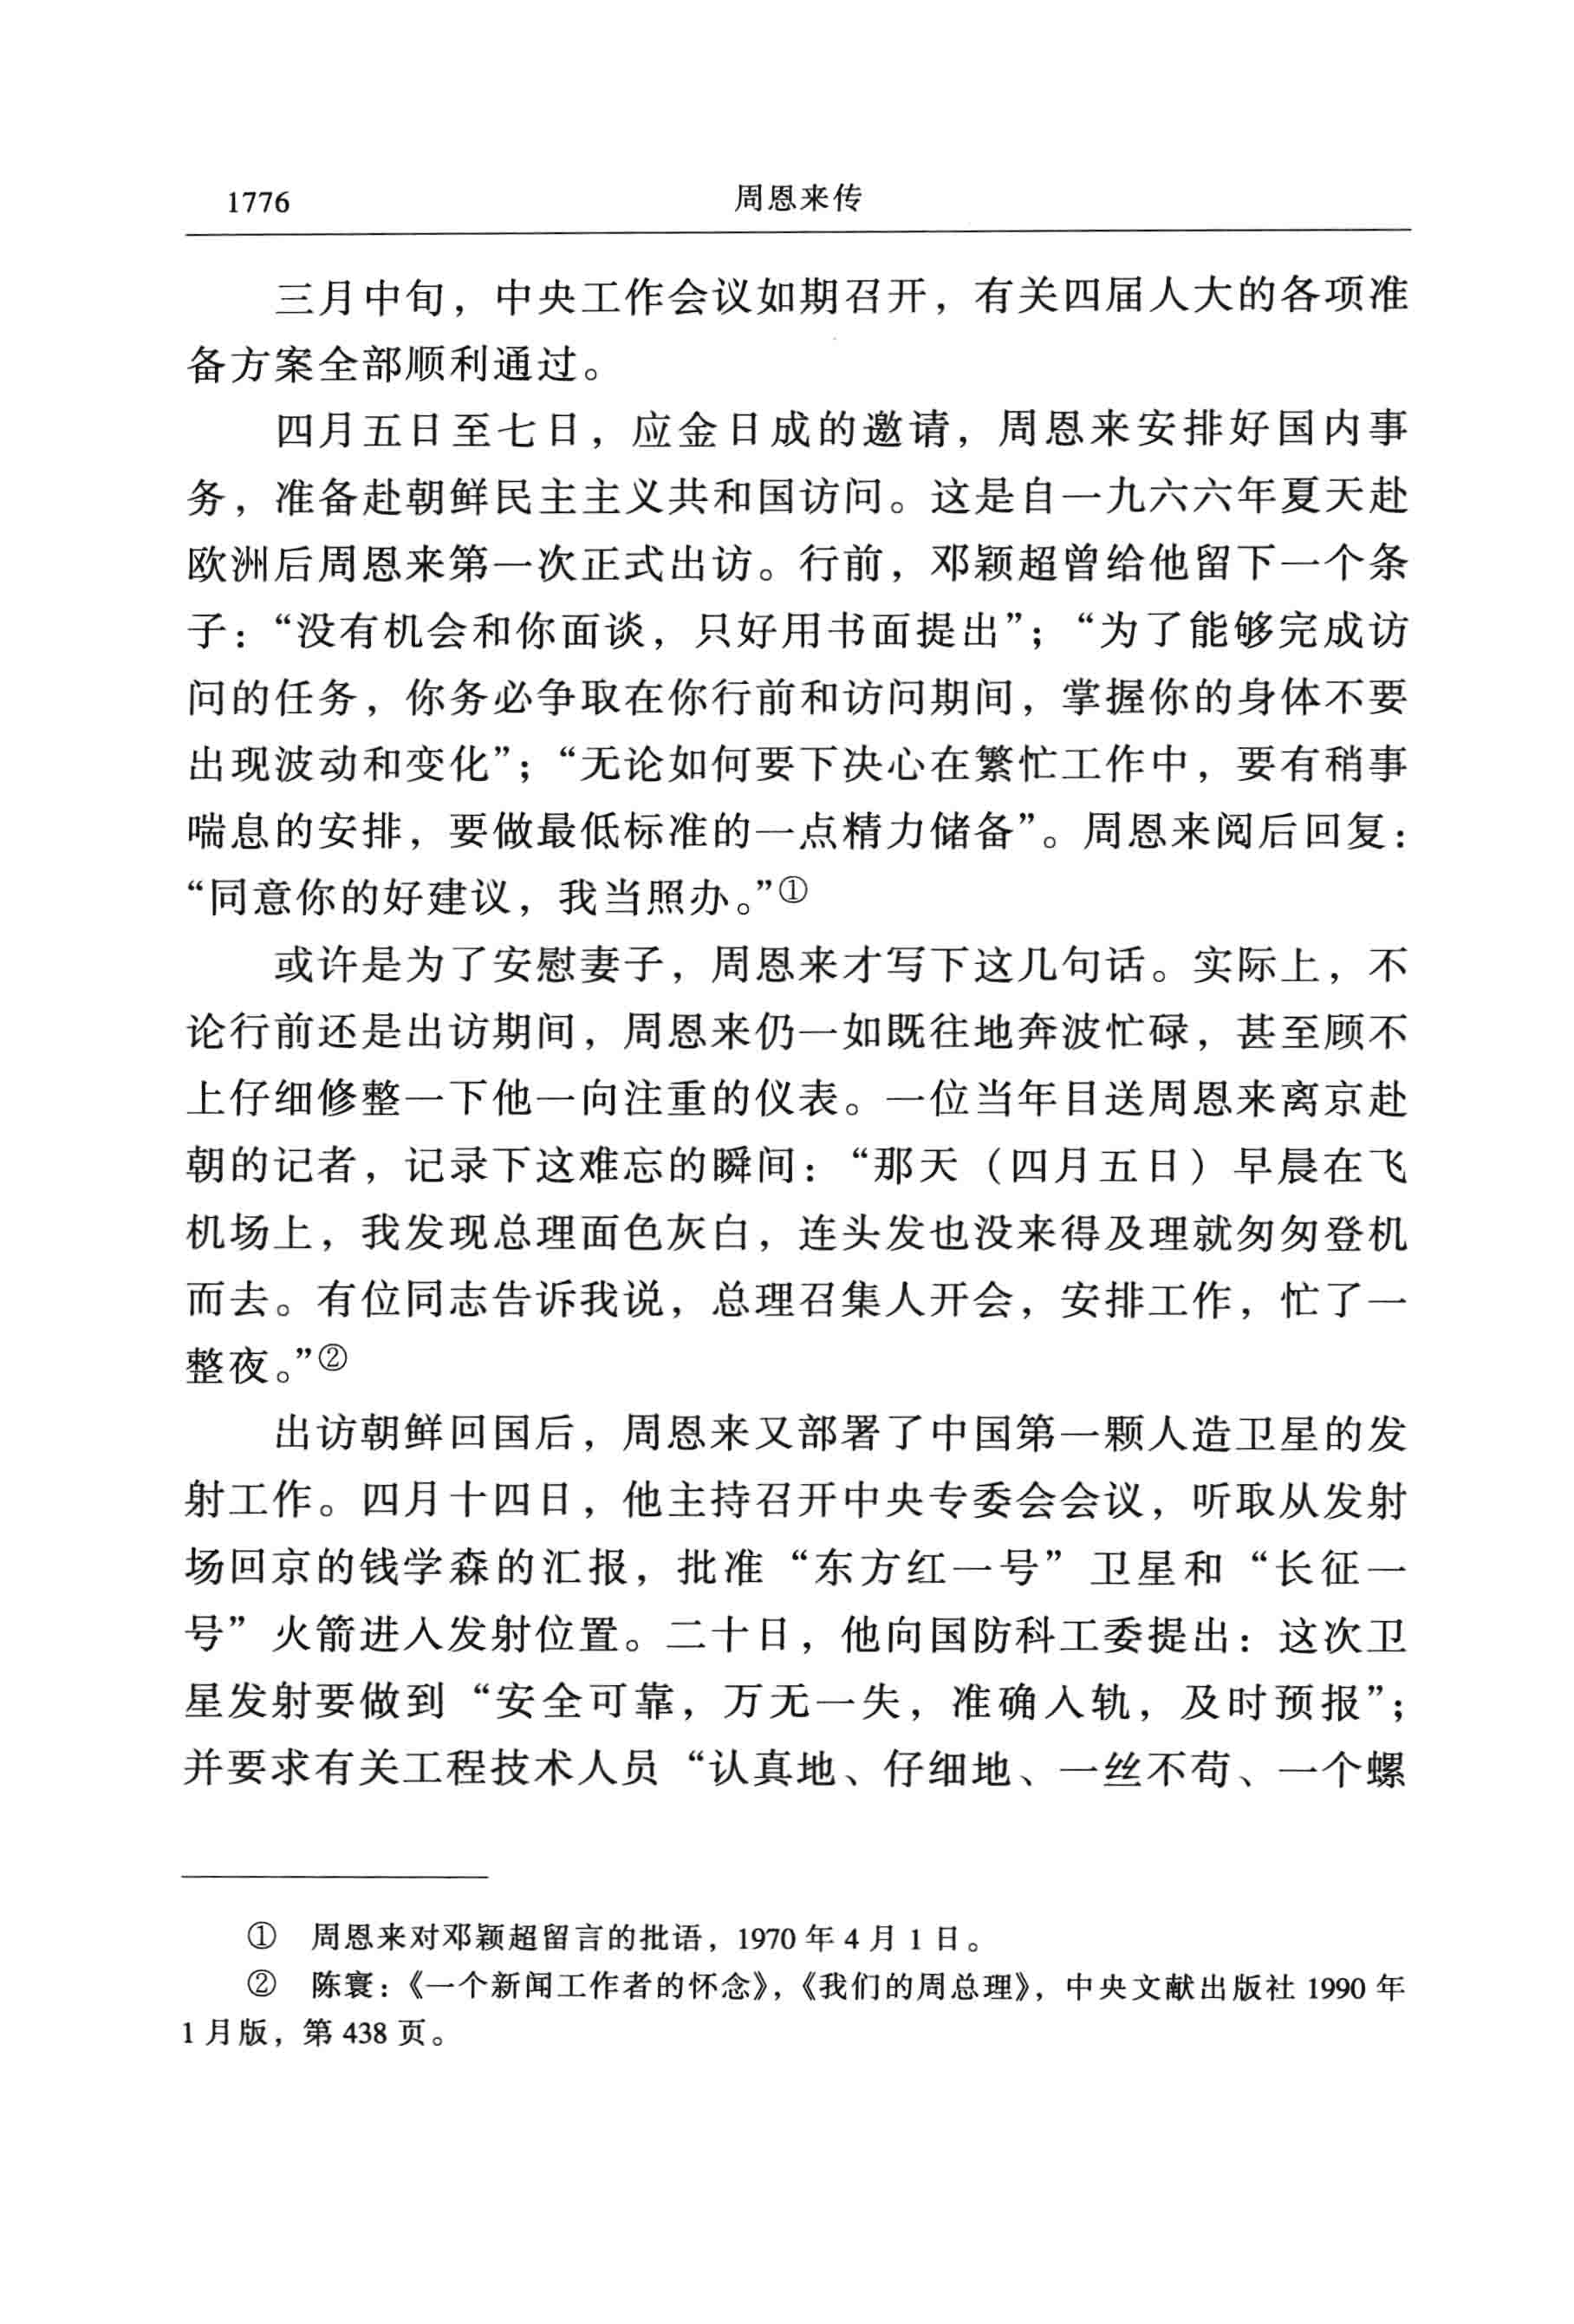 1776
周恩来传
三月中旬，中央工作会议如期召开，有关四届人大的各项准
备方案全部顺利通过。
四月五日至七日，应金日成的邀请，周恩来安排好国内事
务，准备赴朝鲜民主主义共和国访问。这是自一九六六年夏天赴
欧洲后周恩来第一次正式出访。行前，邓颖超曾给他留下一个条
子：“没有机会和你面谈，只好用书面提出”；“为了能够完成访
问的任务，你务必争取在你行前和访问期间，掌握你的身体不要
出现波动和变化”；“无论如何要下决心在繁忙工作中，要有稍事
喘息的安排，要做最低标准的一点精力储备”。周恩来阅后回复：
“同意你的好建议，我当照办。”①
或许是为了安慰妻子，周恩来才写下这几句话。实际上，不
论行前还是出访期间，周恩来仍一如既往地奔波忙碌，甚至顾不
上仔细修整一下他一向注重的仪表。一位当年目送周恩来离京赴
朝的记者，记录下这难忘的瞬间：“那天（四月五日）早晨在飞
机场上，我发现总理面色灰白，连头发也没来得及理就匆匆登机
而去。有位同志告诉我说，总理召集人开会，安排工作，忙了一
整夜。”②
出访朝鲜回国后，周恩来又部署了中国第一颗人造卫星的发
射工作。四月十四日，他主持召开中央专委会会议，听取从发射
场回京的钱学森的汇报，批准“东方红一号”卫星和“长征一
号”火箭进入发射位置。二十日，他向国防科工委提出：这次卫
星发射要做到“安全可靠，万无一失，准确入轨，及时预报”；
并要求有关工程技术人员“认真地、仔细地、一丝不苟、一个螺
① 周恩来对邓颖超留言的批语，1970 年 4 月 1 日。
② 陈寰：《一个新闻工作者的怀念》，《我们的周总理》，中央文献出版社 1990 年
1 月版，第 438 页。